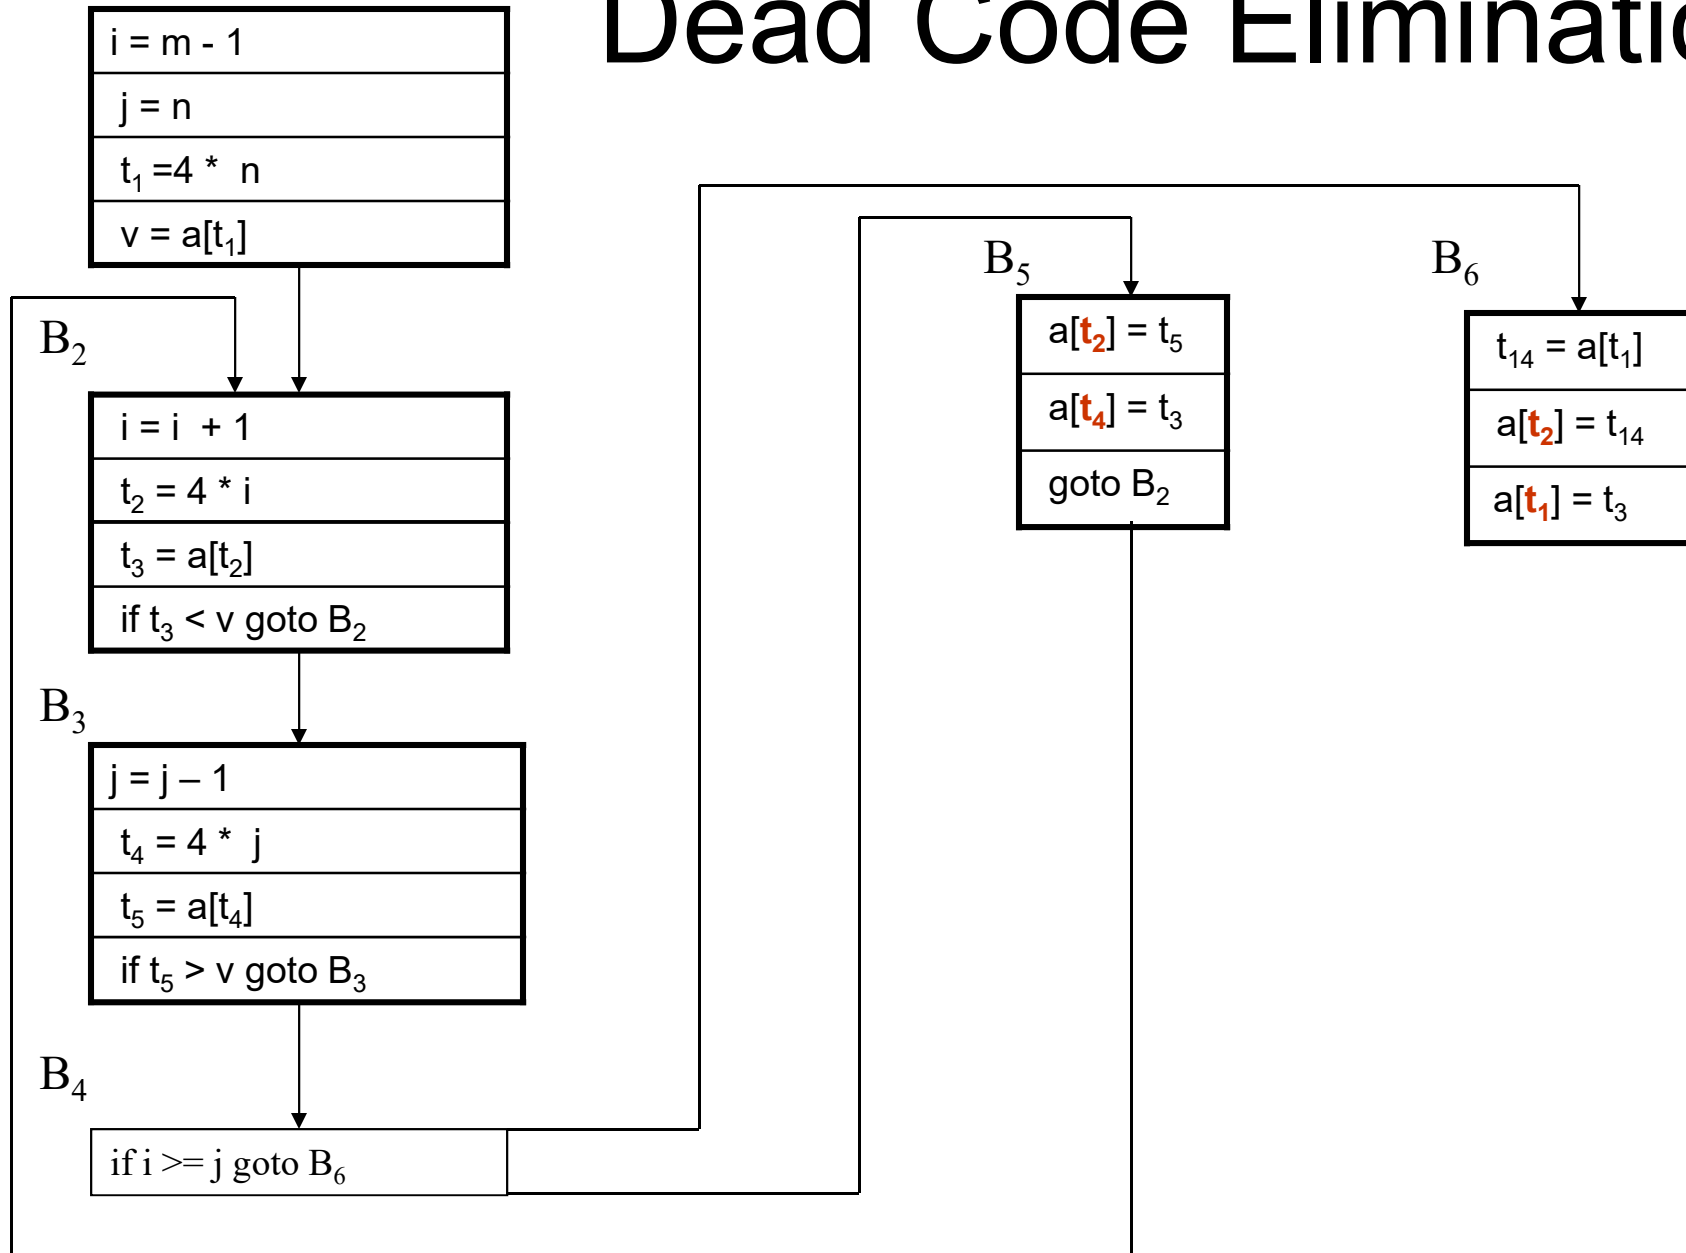 Dead Code Eliminatio
i = m - 1
j = n
t₁ =4 * n
v = a[t₁]
B₂
i = i + 1
t₂ = 4 * i
t₃ = a[t₂]
if t₃ < v goto B₂
B₃
j = j – 1
t₄ = 4 * j
t₅ = a[t₄]
if t₅ > v goto B₃
B₄
if i >= j goto B₆
B₅
a[t₂] = t₅
a[t₄] = t₃
goto B₂
B₆
t₁₄ = a[t₁]
a[t₂] = t₁₄
a[t₁] = t₃